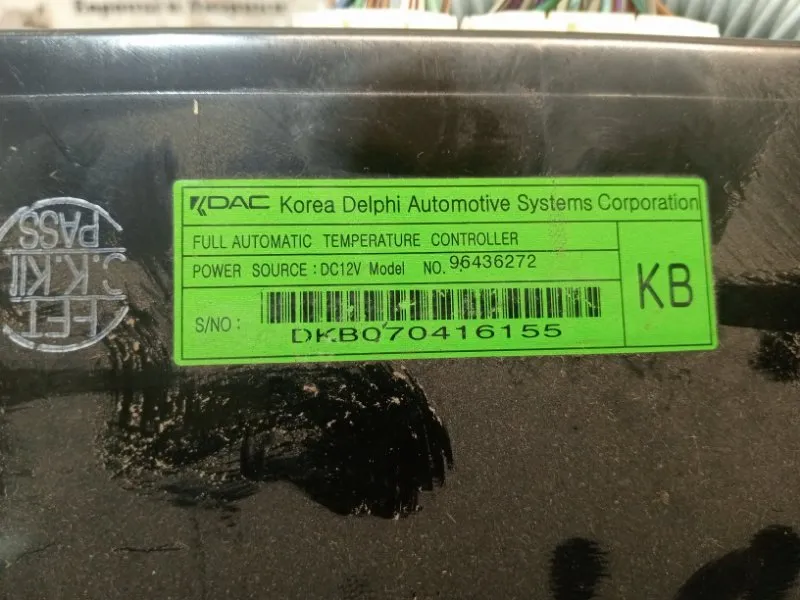 KDAC Korea Delphi Automotive Systems Corporation
FULL AUTOMATIC TEMPERATURE CONTROLLER
POWER SOURCE : DC12V Model NO. 96436272
KB
S/NO :
DKB070416155
PASS